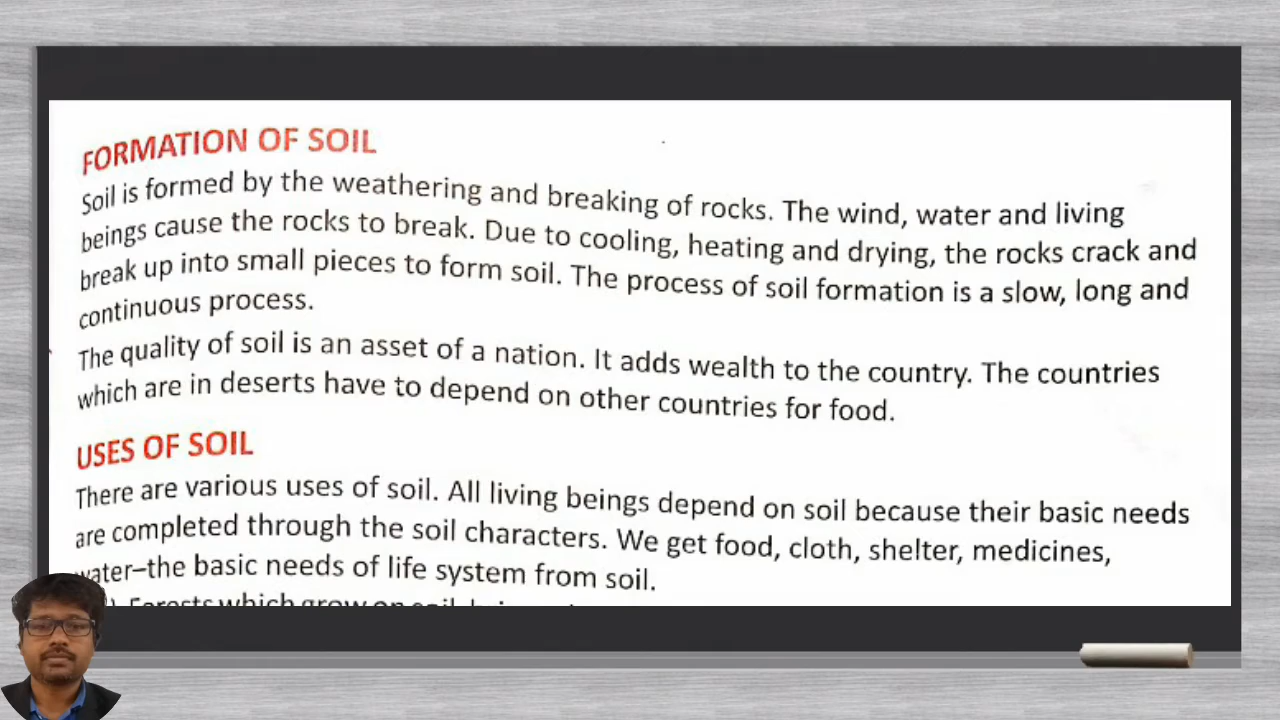 FORMATION OF SOIL
Soil is formed by the weathering and breaking of rocks. The wind, water and living
beings cause the rocks to break. Due to cooling, heating and drying, the rocks crack and
break up into small pieces to form soil. The process of soil formation is a slow, long and
continuous process.
The quality of soil is an asset of a nation. It adds wealth to the country. The countries
which are in deserts have to depend on other countries for food.
USES OF SOIL
There are various uses of soil. All living beings depend on soil because their basic needs
are completed through the soil characters. We get food, cloth, shelter, medicines,
water–the basic needs of life system from soil.
Forests which grow on soil